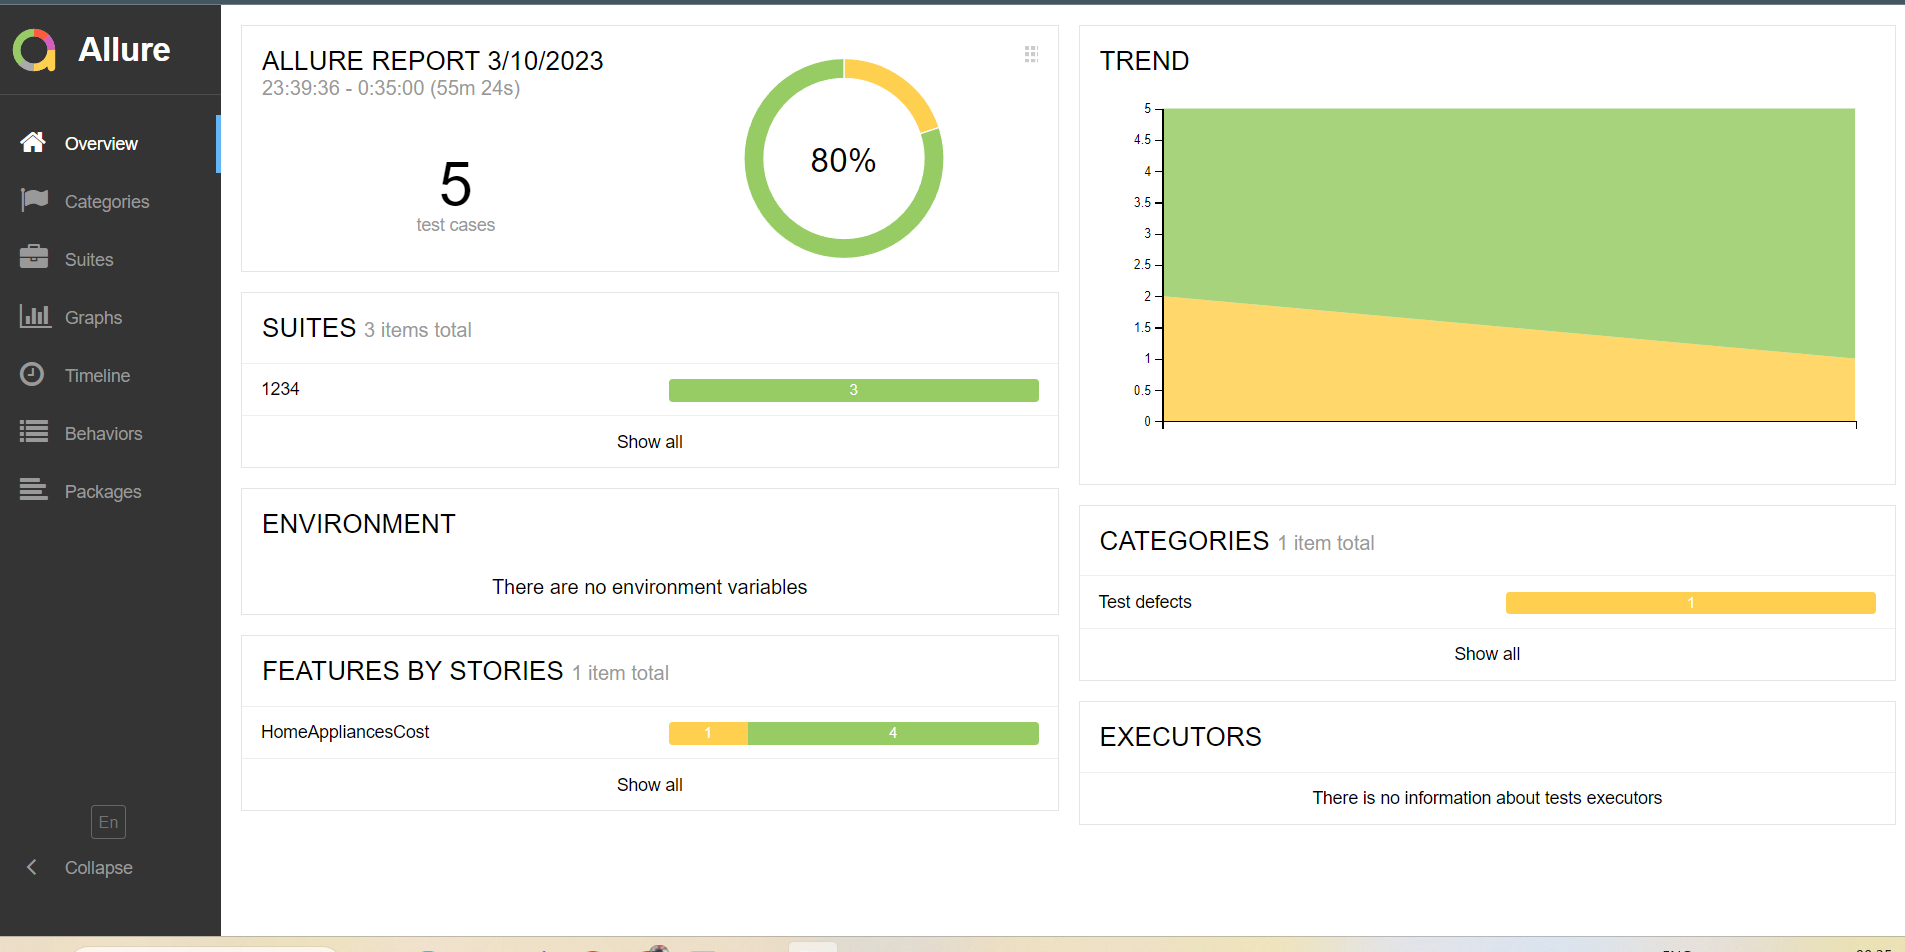 Allure
Overview
Categories
Suites
Graphs
Timeline
Behaviors
Packages
En
Collapse
ALLURE REPORT 3/10/2023
23:39:36 - 0:35:00 (55m 24s)
5
test cases
80%
SUITES 3 items total
1234 3
Show all
ENVIRONMENT
There are no environment variables
FEATURES BY STORIES 1 item total
HomeAppliancesCost 1 4
Show all
TREND
5
4.5
4
3.5
3
2.5
2
1.5
1
0.5
0
CATEGORIES 1 item total
Test defects 1
Show all
EXECUTORS
There is no information about tests executors